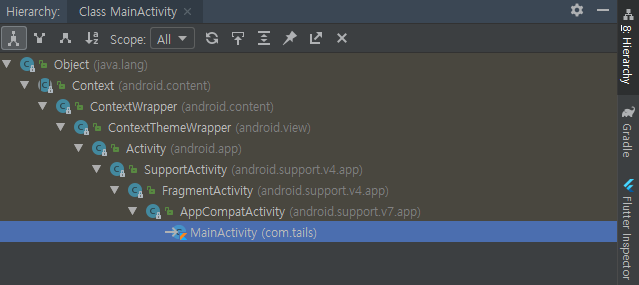 Hierarchy: Class MainActivity
Scope: All
Object (java.lang)
Context (android.content)
ContextWrapper (android.content)
ContextThemeWrapper (android.view)
Activity (android.app)
SupportActivity (android.support.v4.app)
FragmentActivity (android.support.v4.app)
AppCompatActivity (android.support.v7.app)
MainActivity (com.tails)
8: Hierarchy
Gradle
Flutter Inspector